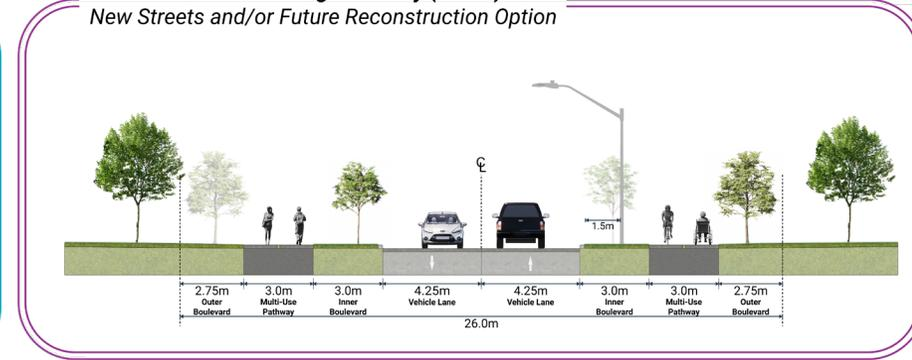 New Streets and/or Future Reconstruction Option
℄
1.5m
2.75m
Outer
Boulevard
3.0m
Multi-Use
Pathway
3.0m
Inner
Boulevard
4.25m
Vehicle Lane
4.25m
Vehicle Lane
3.0m
Inner
Boulevard
3.0m
Multi-Use
Pathway
2.75m
Outer
Boulevard
26.0m